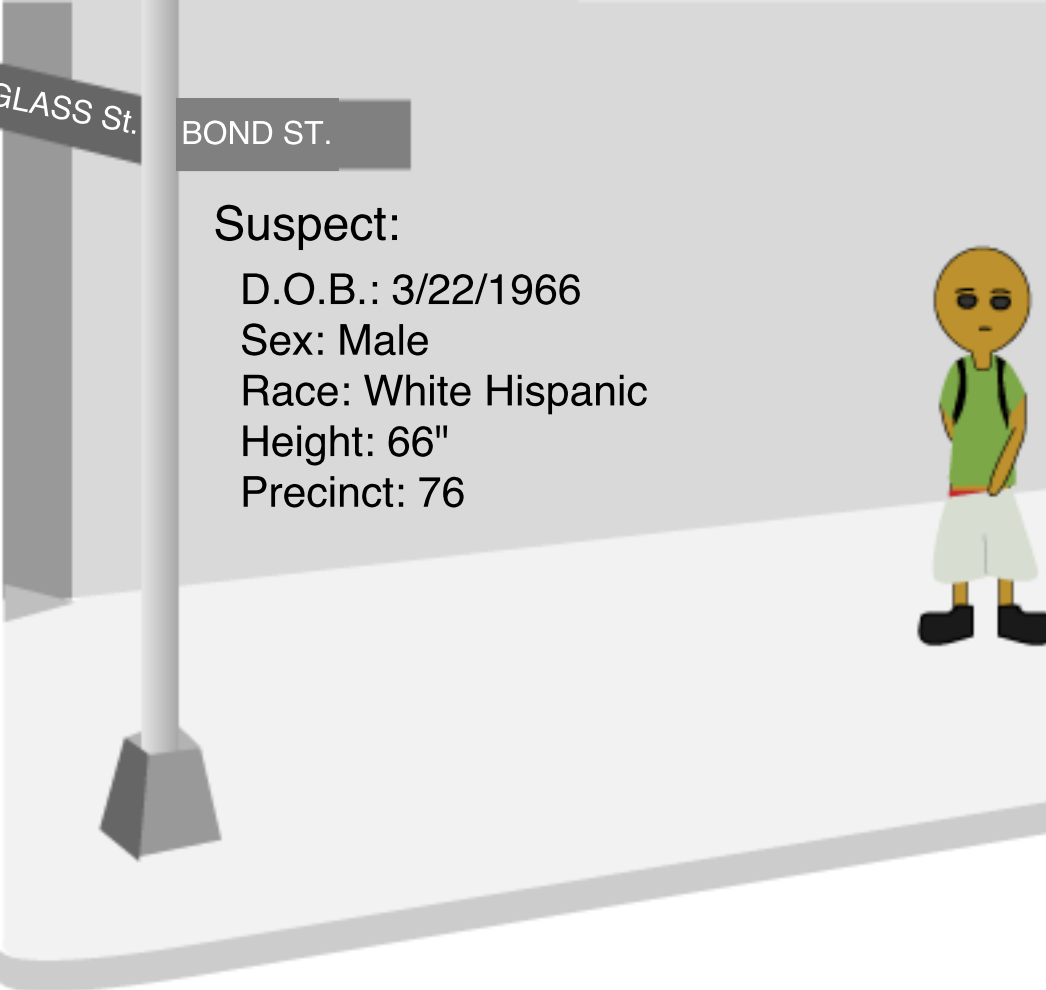 GLASS St.
BOND ST.
Suspect:
D.O.B.: 3/22/1966
Sex: Male
Race: White Hispanic
Height: 66"
Precinct: 76